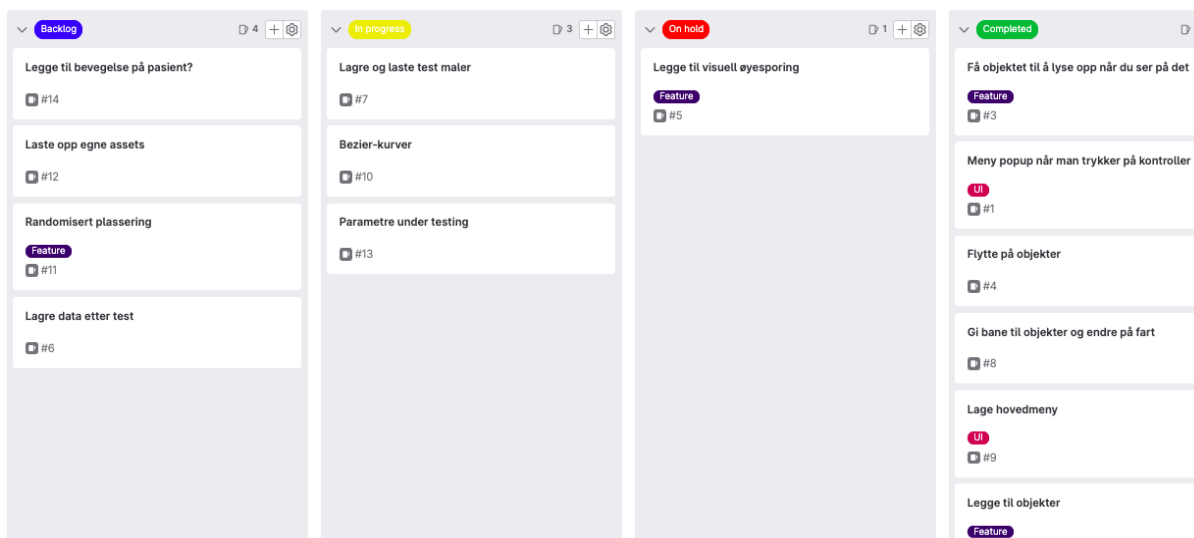 Backlog
4
Legge til bevegelse på pasient?
#14
Laste opp egne assets
#12
Randomisert plassering
Feature
#11
Lagre data etter test
#6
In progress
3
Lagre og laste test maler
#7
Bezier-kurver
#10
Parametre under testing
#13
On hold
1
Legge til visuell øyesporing
Feature
#5
Completed
Få objektet til å lyse opp når du ser på det
Feature
#3
Meny popup når man trykker på kontroller
UI
#1
Flytte på objekter
#4
Gi bane til objekter og endre på fart
#8
Lage hovedmeny
UI
#9
Legge til objekter
Feature